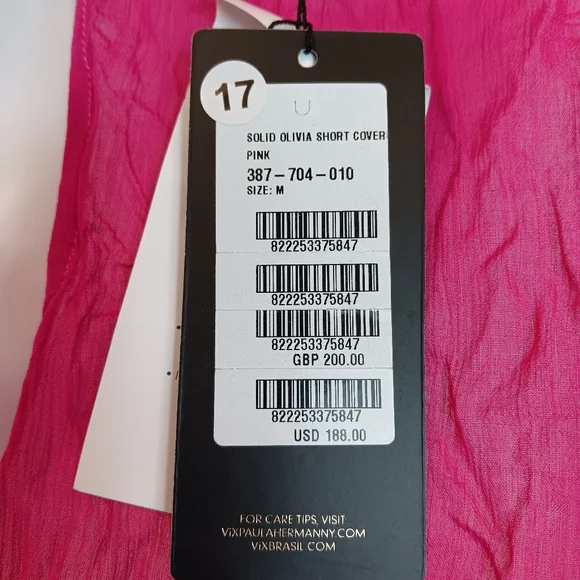 17
SOLID OLIVIA SHORT COVER
PINK
387-704-010
SIZE: M
822253375847
822253375847
822253375847
GBP 200.00
822253375847
USD 188.00
FOR CARE TIPS, VISIT
ViXPAULAHERMANNY.COM
ViXBRASIL.COM